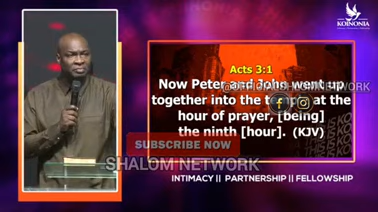 KOINONIA
Acts 3:1
Now Peter and John went up
together into the temple at the
hour of prayer, [being]
the ninth [hour]. (KJV)
SUBSCRIBE NOW
SHALOM NETWORK
INTIMACY || PARTNERSHIP || FELLOWSHIP